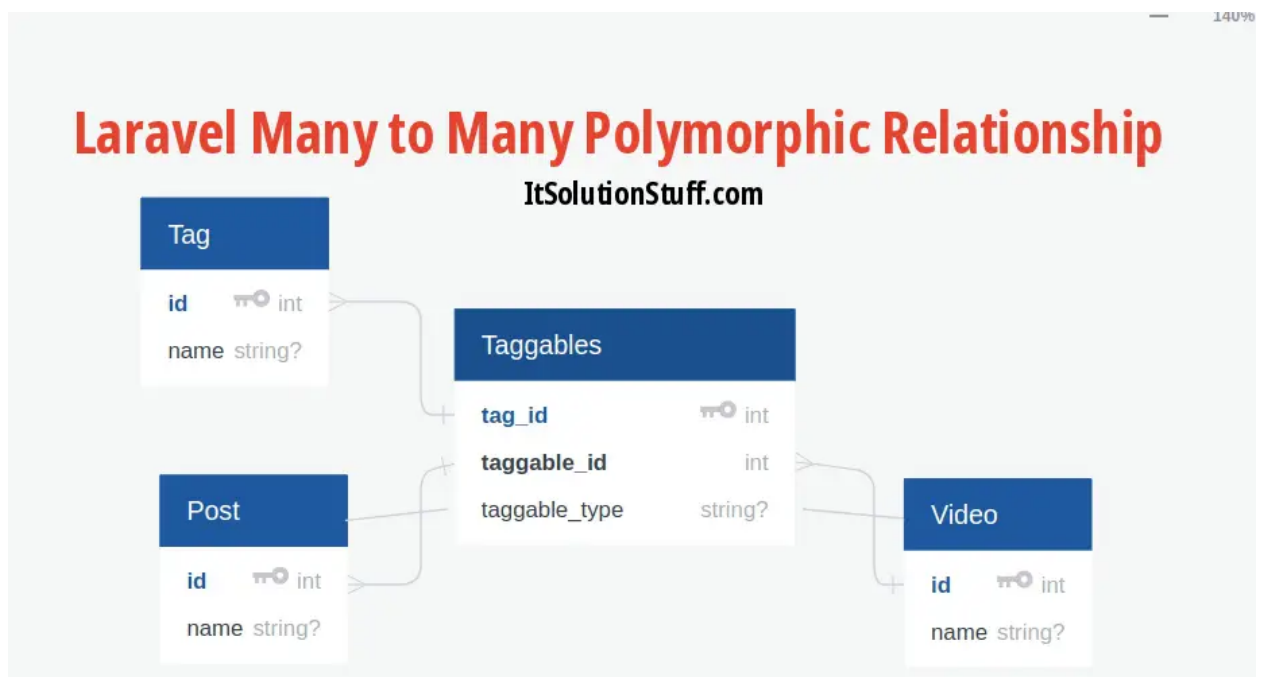 140%
Laravel Many to Many Polymorphic Relationship
ItSolutionStuff.com
Tag
id int
name string?
Taggables
tag_id int
taggable_id int
taggable_type string?
Post
id int
name string?
Video
id int
name string?